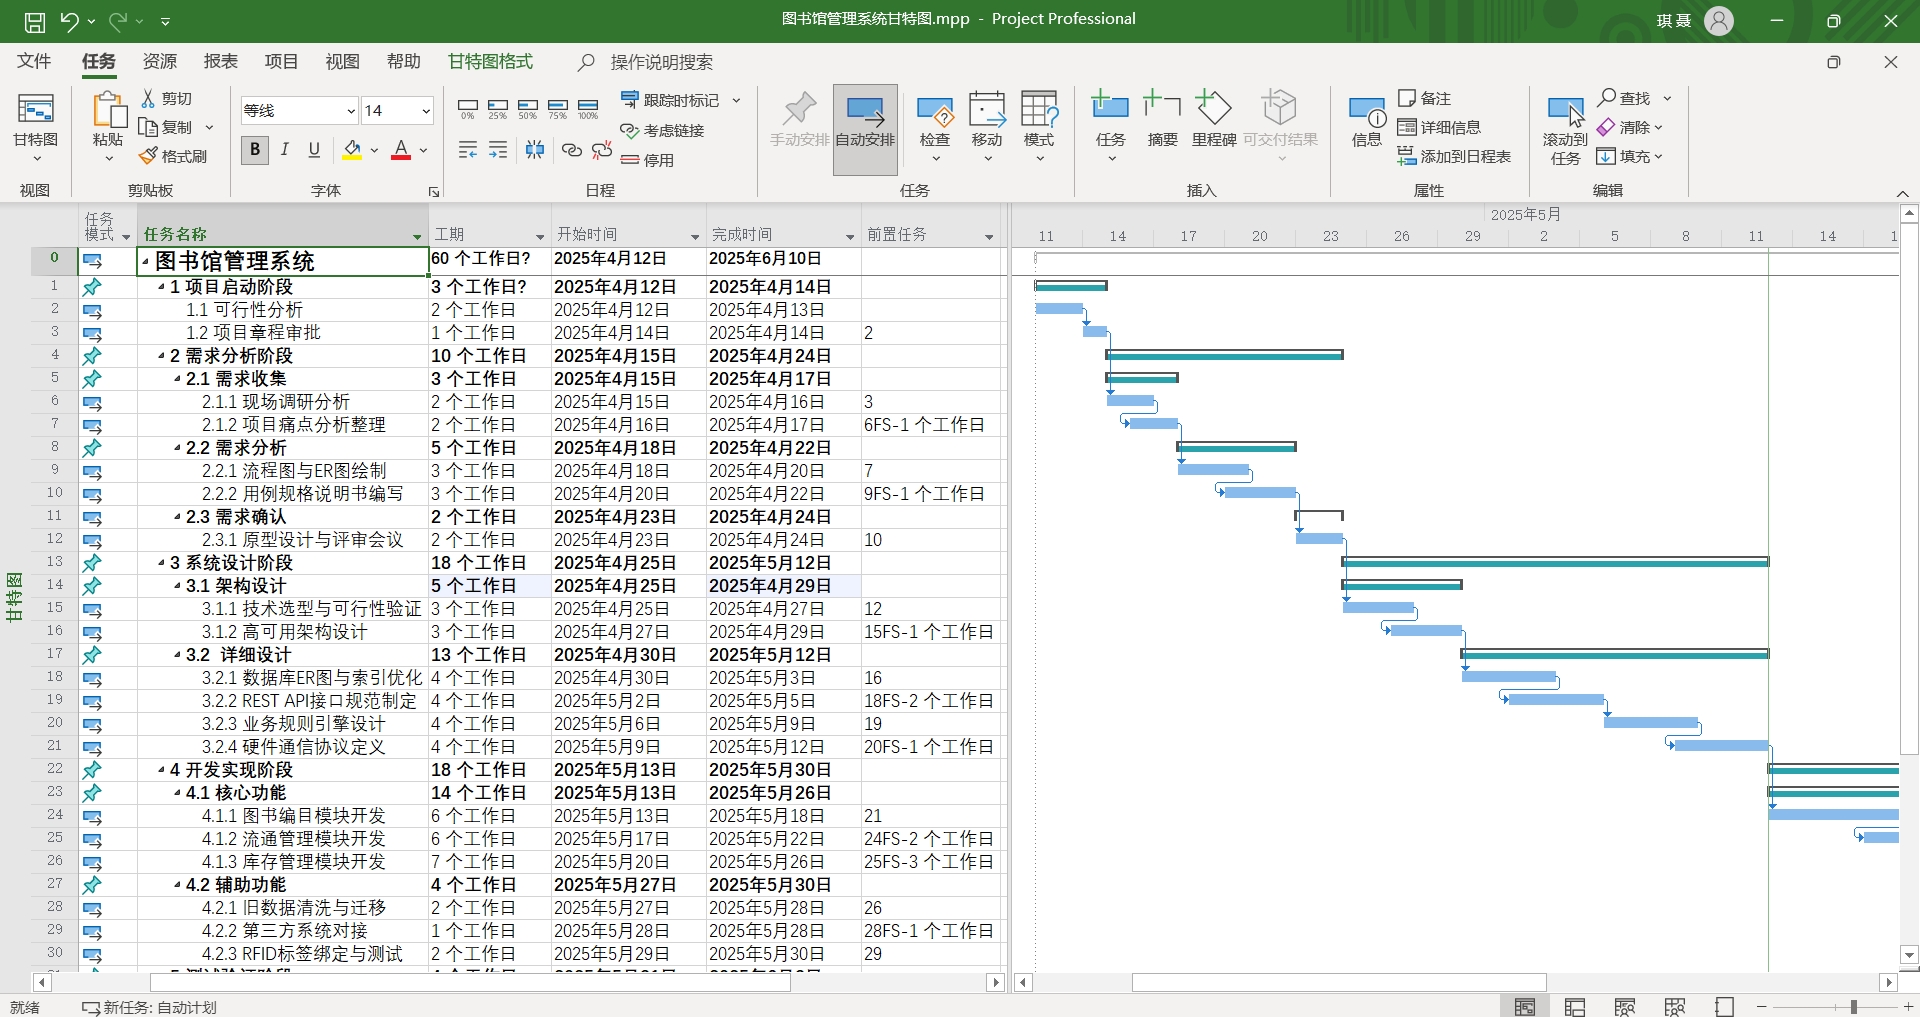 图书馆管理系统甘特图.mpp - Project Professional
琪 聂
文件 任务 资源 报表 项目 视图 帮助 甘特图格式 操作说明搜索
甘特图
视图
粘贴
剪切
复制
格式刷
剪贴板
等线 14
B I U A
字体
0% 25% 50% 75% 100%
跟踪时标记
考虑链接
停用
日程
手动安排 自动安排 检查 移动 模式
任务
任务 摘要 里程碑 可交付结果
插入
信息
备注
详细信息
添加到日程表
属性
滚动到任务
查找
清除
填充
编辑
任务模式 任务名称 工期 开始时间 完成时间 前置任务
2025年5月
11 14 17 20 23 26 29 2 5 8 11 14 1
0 图书馆管理系统 60 个工作日? 2025年4月12日 2025年6月10日
1 1 项目启动阶段 3 个工作日? 2025年4月12日 2025年4月14日
2 1.1 可行性分析 2 个工作日 2025年4月12日 2025年4月13日
3 1.2 项目章程审批 1 个工作日 2025年4月14日 2025年4月14日 2
4 2 需求分析阶段 10 个工作日 2025年4月15日 2025年4月24日
5 2.1 需求收集 3 个工作日 2025年4月15日 2025年4月17日
6 2.1.1 现场调研分析 2 个工作日 2025年4月15日 2025年4月16日 3
7 2.1.2 项目痛点分析整理 2 个工作日 2025年4月16日 2025年4月17日 6FS-1 个工作日
8 2.2 需求分析 5 个工作日 2025年4月18日 2025年4月22日
9 2.2.1 流程图与ER图绘制 3 个工作日 2025年4月18日 2025年4月20日 7
10 2.2.2 用例规格说明书编写 3 个工作日 2025年4月20日 2025年4月22日 9FS-1 个工作日
11 2.3 需求确认 2 个工作日 2025年4月23日 2025年4月24日
12 2.3.1 原型设计与评审会议 2 个工作日 2025年4月23日 2025年4月24日 10
13 3 系统设计阶段 18 个工作日 2025年4月25日 2025年5月12日
14 3.1 架构设计 5 个工作日 2025年4月25日 2025年4月29日
15 3.1.1 技术选型与可行性验证 3 个工作日 2025年4月25日 2025年4月27日 12
16 3.1.2 高可用架构设计 3 个工作日 2025年4月27日 2025年4月29日 15FS-1 个工作日
17 3.2 详细设计 13 个工作日 2025年4月30日 2025年5月12日
18 3.2.1 数据库ER图与索引优化 4 个工作日 2025年4月30日 2025年5月3日 16
19 3.2.2 REST API接口规范制定 4 个工作日 2025年5月2日 2025年5月5日 18FS-2 个工作日
20 3.2.3 业务规则引擎设计 4 个工作日 2025年5月6日 2025年5月9日 19
21 3.2.4 硬件通信协议定义 4 个工作日 2025年5月9日 2025年5月12日 20FS-1 个工作日
22 4 开发实现阶段 18 个工作日 2025年5月13日 2025年5月30日
23 4.1 核心功能 14 个工作日 2025年5月13日 2025年5月26日
24 4.1.1 图书编目模块开发 6 个工作日 2025年5月13日 2025年5月18日 21
25 4.1.2 流通管理模块开发 6 个工作日 2025年5月17日 2025年5月22日 24FS-2 个工作日
26 4.1.3 库存管理模块开发 7 个工作日 2025年5月20日 2025年5月26日 25FS-3 个工作日
27 4.2 辅助功能 4 个工作日 2025年5月27日 2025年5月30日
28 4.2.1 旧数据清洗与迁移 2 个工作日 2025年5月27日 2025年5月28日 26
29 4.2.2 第三方系统对接 1 个工作日 2025年5月28日 2025年5月28日 28FS-1 个工作日
30 4.2.3 RFID标签绑定与测试 2 个工作日 2025年5月29日 2025年5月30日 29
甘特图
就绪 新任务: 自动计划